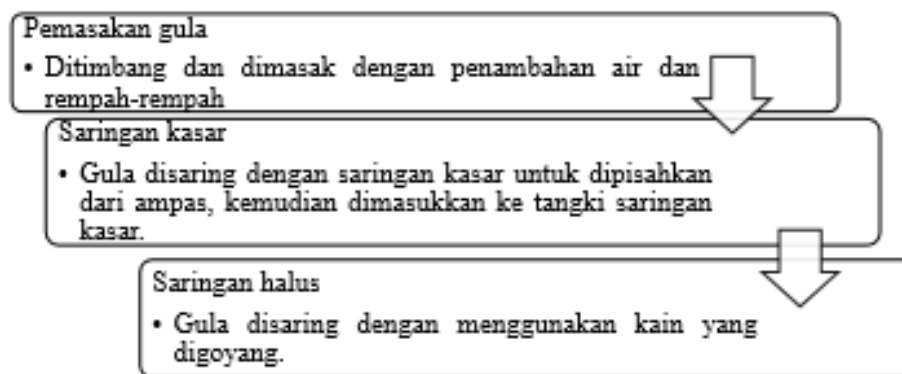 Pemasakan gula
• Ditimbang dan dimasak dengan penambahan air dan
rempah-rempah
Saringan kasar
• Gula disaring dengan saringan kasar untuk dipisahkan
dari ampas, kemudian dimasukkan ke tangki saringan
kasar.
Saringan halus
• Gula disaring dengan menggunakan kain yang
digoyang.